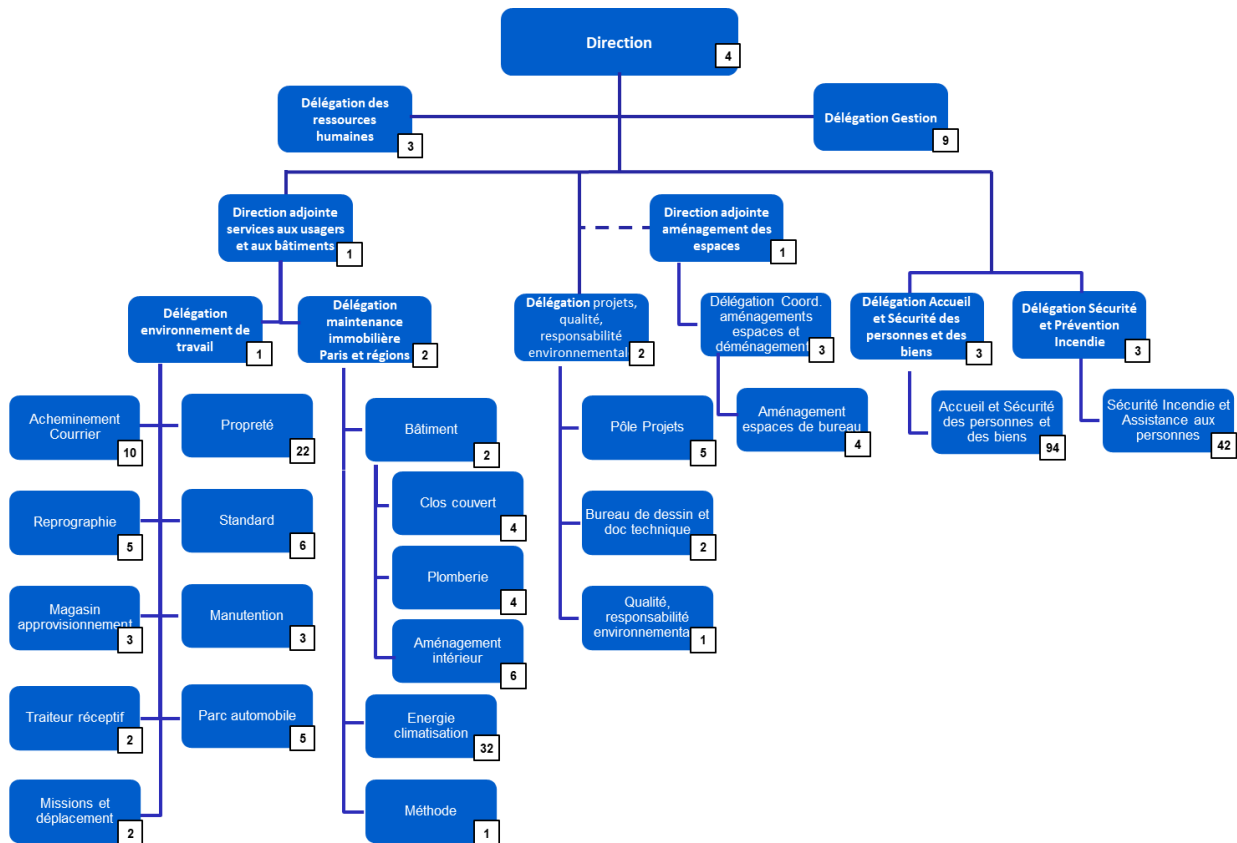 Direction
4
Délégation des
ressources
humaines
3
Délégation Gestion
9
Direction adjointe
services aux usagers
et aux bâtiments
1
Direction adjointe
aménagement des
espaces
1
Délégation
environnement de
travail
1
Délégation
maintenance
immobilière
Paris et régions
2
Délégation projets,
qualité,
responsabilité
environnementale
2
Délégation Coord.
aménagements
espaces et
déménagement
3
Délégation Accueil
et Sécurité des
personnes et des
biens
3
Délégation Sécurité
et Prévention
Incendie
3
Acheminement
Courrier
10
Propreté
22
Bâtiment
2
Pôle Projets
5
Aménagement
espaces de bureau
4
Accueil et Sécurité
des personnes et
des biens
94
Sécurité Incendie et
Assistance aux
personnes
42
Reprographie
5
Standard
6
Clos couvert
4
Bureau de dessin et
doc technique
2
Plomberie
4
Magasin
approvisionnement
3
Manutention
3
Qualité,
responsabilité
environnementa
1
Aménagement
intérieur
6
Traiteur réceptif
2
Parc automobile
5
Energie
climatisation
32
Missions et
déplacement
2
Méthode
1